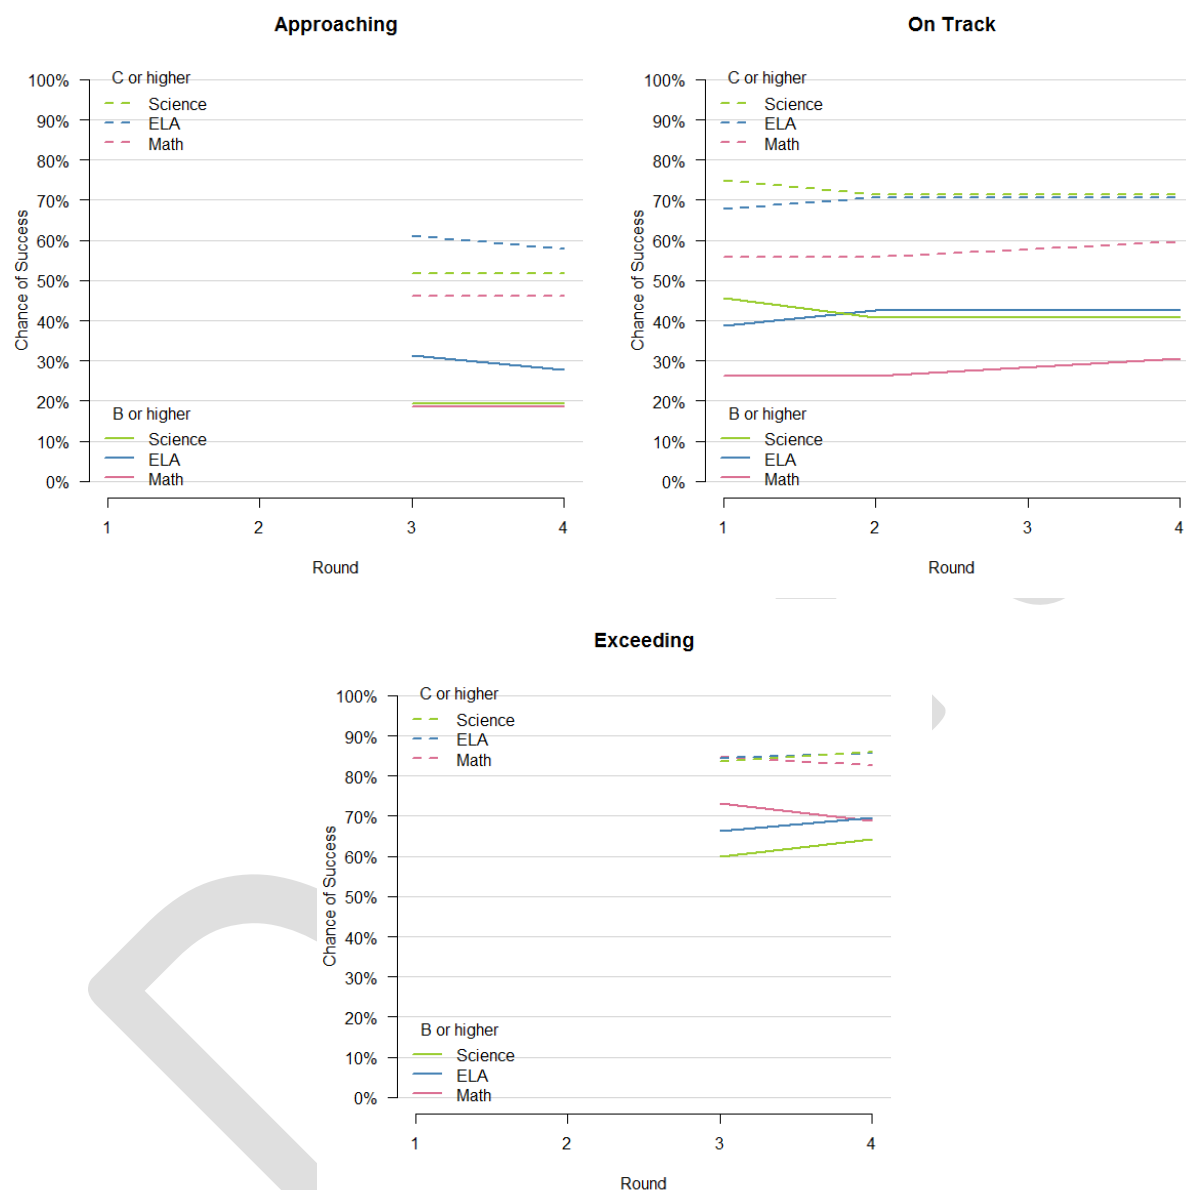 Approaching
100%
90%
80%
70%
60%
50%
40%
30%
20%
10%
0%
Chance of Success
C or higher
Science
ELA
Math
B or higher
Science
ELA
Math
1 2 3 4
Round
On Track
100%
90%
80%
70%
60%
50%
40%
30%
20%
10%
0%
Chance of Success
C or higher
Science
ELA
Math
B or higher
Science
ELA
Math
1 2 3 4
Round
Exceeding
100%
90%
80%
70%
60%
50%
40%
30%
20%
10%
0%
Chance of Success
C or higher
Science
ELA
Math
B or higher
Science
ELA
Math
1 2 3 4
Round